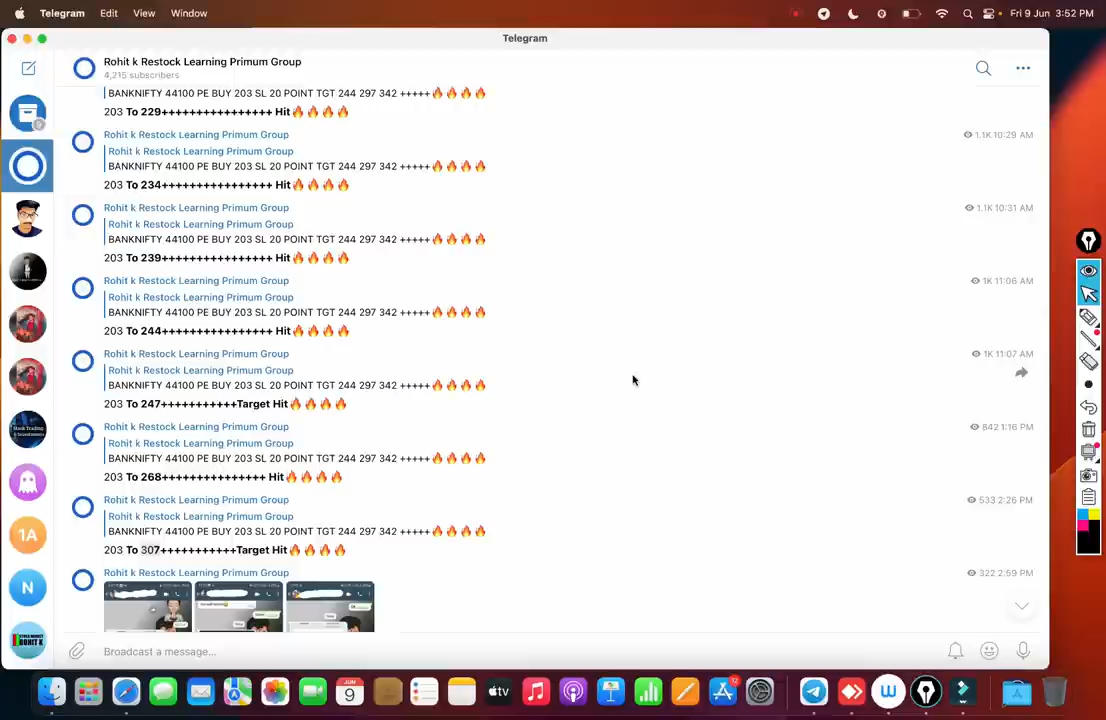 Telegram Edit View Window Fri 9 Jun 3:52 PM
Telegram
Rohit k Restock Learning Primum Group
4,215 subscribers
BANKNIFTY 44100 PE BUY 203 SL 20 POINT TGT 244 297 342 +++++🔥🔥🔥🔥
203 To 229++++++++++++++++ Hit🔥🔥🔥🔥
Rohit k Restock Learning Primum Group 1.1K 10:29 AM
Rohit k Restock Learning Primum Group
BANKNIFTY 44100 PE BUY 203 SL 20 POINT TGT 244 297 342 +++++🔥🔥🔥🔥
203 To 234++++++++++++++++ Hit🔥🔥🔥🔥
Rohit k Restock Learning Primum Group 1.1K 10:31 AM
Rohit k Restock Learning Primum Group
BANKNIFTY 44100 PE BUY 203 SL 20 POINT TGT 244 297 342 +++++🔥🔥🔥🔥
203 To 239++++++++++++++++ Hit🔥🔥🔥🔥
Rohit k Restock Learning Primum Group 1K 11:06 AM
Rohit k Restock Learning Primum Group
BANKNIFTY 44100 PE BUY 203 SL 20 POINT TGT 244 297 342 +++++🔥🔥🔥🔥
203 To 244++++++++++++++++ Hit🔥🔥🔥🔥
Rohit k Restock Learning Primum Group 1K 11:07 AM
Rohit k Restock Learning Primum Group
BANKNIFTY 44100 PE BUY 203 SL 20 POINT TGT 244 297 342 +++++🔥🔥🔥🔥
203 To 247+++++++++++Target Hit🔥🔥🔥🔥
Rohit k Restock Learning Primum Group 842 1:16 PM
Rohit k Restock Learning Primum Group
BANKNIFTY 44100 PE BUY 203 SL 20 POINT TGT 244 297 342 +++++🔥🔥🔥🔥
203 To 268+++++++++++++++ Hit🔥🔥🔥🔥
Rohit k Restock Learning Primum Group 533 2:26 PM
Rohit k Restock Learning Primum Group
BANKNIFTY 44100 PE BUY 203 SL 20 POINT TGT 244 297 342 +++++🔥🔥🔥🔥
203 To 307+++++++++++Target Hit🔥🔥🔥🔥
1A
Rohit k Restock Learning Primum Group 322 2:59 PM
N
ROHIT K
Broadcast a message...
JUN
9
tv
12
W